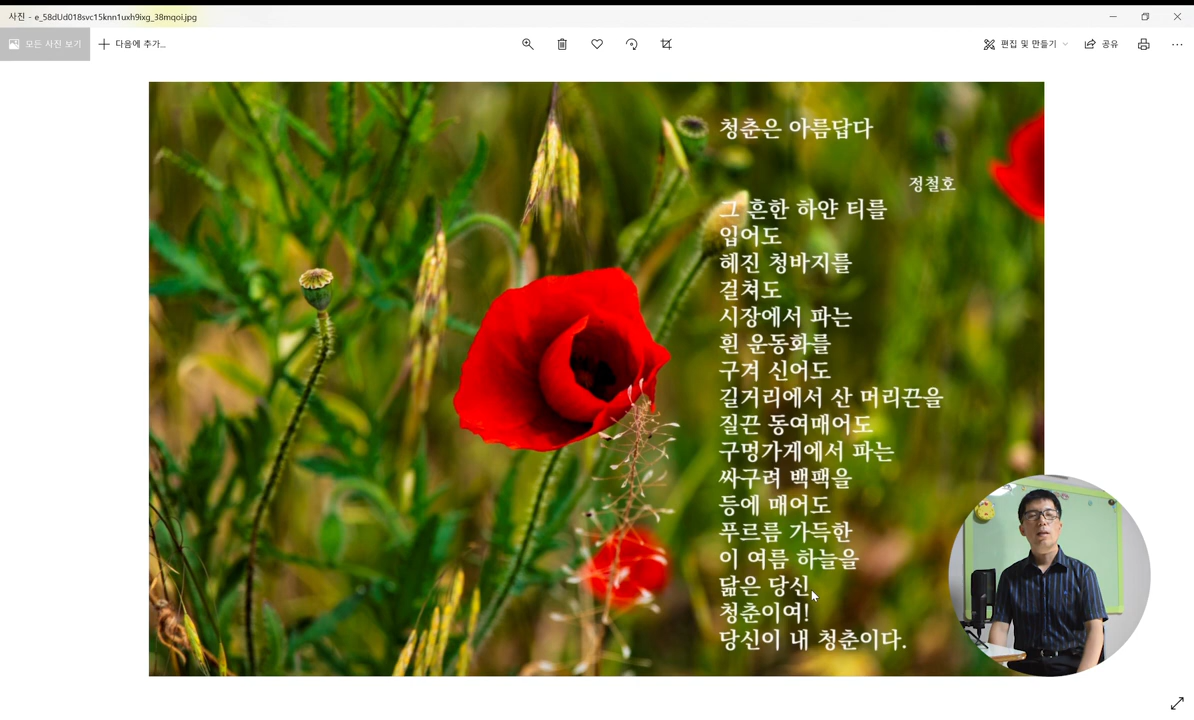 사진 - e_58dUd018svc15knn1uxh9ixg_38mqoi.jpg
모든 사진 보기
다음에 추가...
편집 및 만들기
공유
청춘은 아름답다
정철호
그 흔한 하얀 티를
입어도
헤진 청바지를
걸쳐도
시장에서 파는
흰 운동화를
구겨 신어도
길거리에서 산 머리끈을
질끈 동여매어도
구멍가게에서 파는
싸구려 백팩을
등에 매어도
푸르름 가득한
이 여름 하늘을
닮은 당신
청춘이여!
당신이 내 청춘이다.